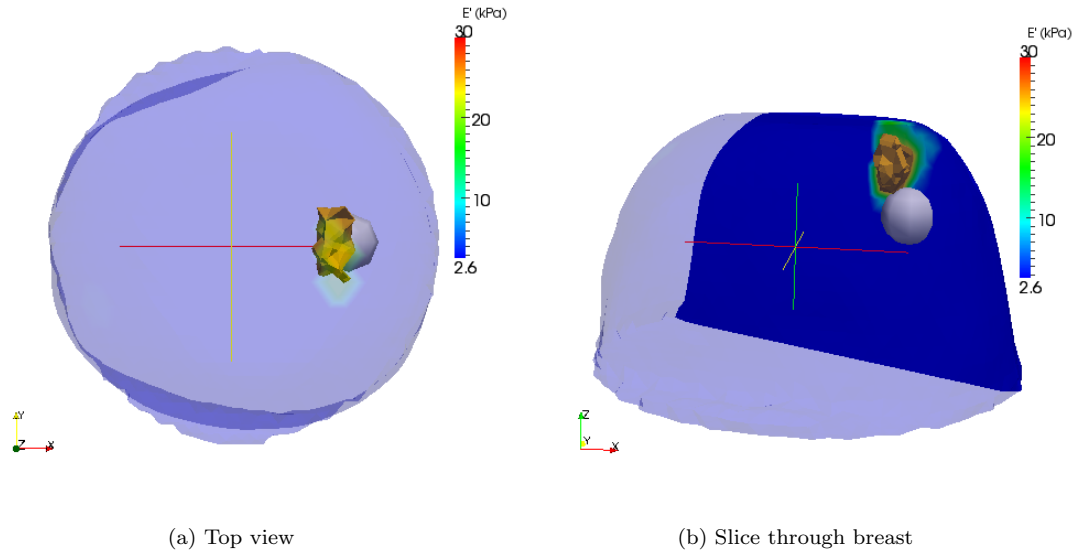 E' (kPa)
30
20
10
2.6
Y
Z
X
(a) Top view
E' (kPa)
30
20
10
2.6
Z
Y
X
(b) Slice through breast